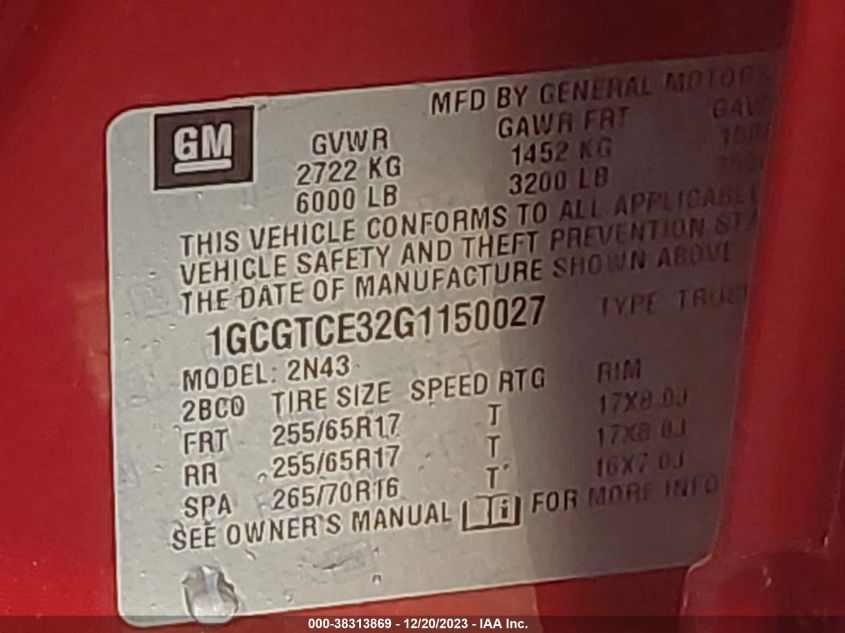 MFD BY GENERAL MOTORS
GM GVWR GAWR FRT
2722 KG 1452 KG
6000 LB 3200 LB
THIS VEHICLE CONFORMS TO ALL APPLICABLE
VEHICLE SAFETY AND THEFT PREVENTION
THE DATE OF MANUFACTURE SHOWN ABOVE
1GCGTCE32G1150027 TYPE TRUCK
MODEL: 2N43
2BC0 TIRE SIZE SPEED RTG RIM
FRT 255/65R17 T 17X8.0J
RR 255/65R17 T 17X8.0J
SPA 265/70R16 T 16X7.0J
SEE OWNER'S MANUAL i FOR MORE INFO
000-38313869 - 12/20/2023 - IAA Inc.